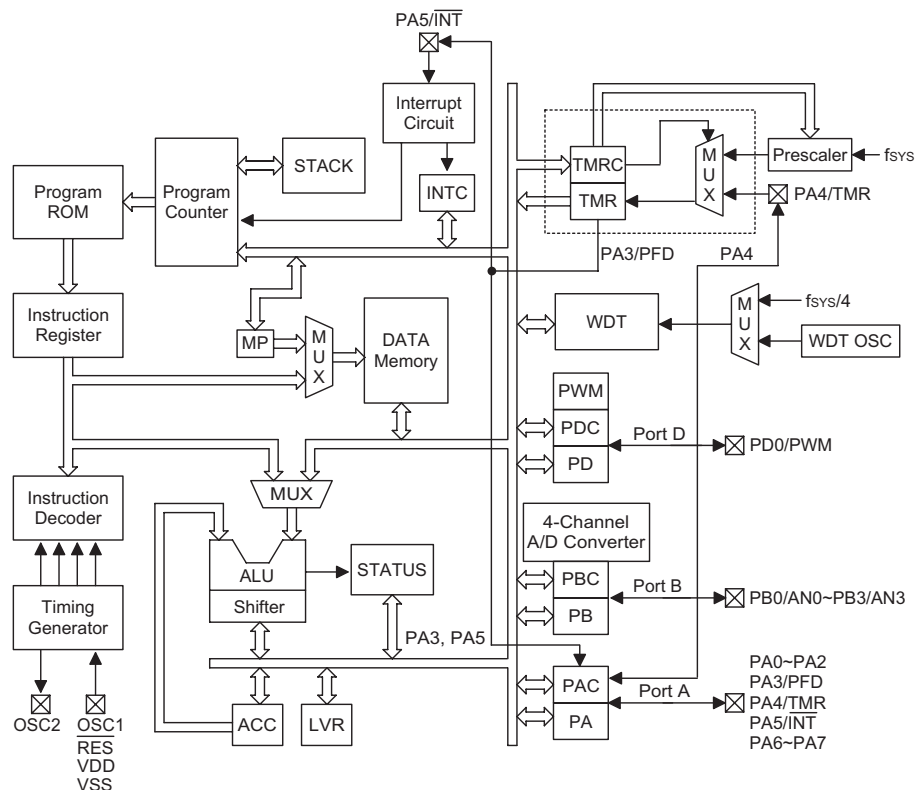 PA5/INT
Interrupt
Circuit
STACK
Program
ROM
Program
Counter
INTC
TMRC
TMR
M
U
X
Prescaler
fSYS
PA4/TMR
PA3/PFD
PA4
Instruction
Register
MP
M
U
X
DATA
Memory
WDT
M
U
X
fSYS/4
WDT OSC
PWM
PDC
PD
Port D
PD0/PWM
MUX
Instruction
Decoder
ALU
Shifter
STATUS
4-Channel
A/D Converter
PBC
PB
Port B
PB0/AN0~PB3/AN3
Timing
Generator
PA3, PA5
PAC
PA
Port A
PA0~PA2
PA3/PFD
PA4/TMR
PA5/INT
PA6~PA7
OSC2
OSC1
RES
VDD
VSS
ACC
LVR